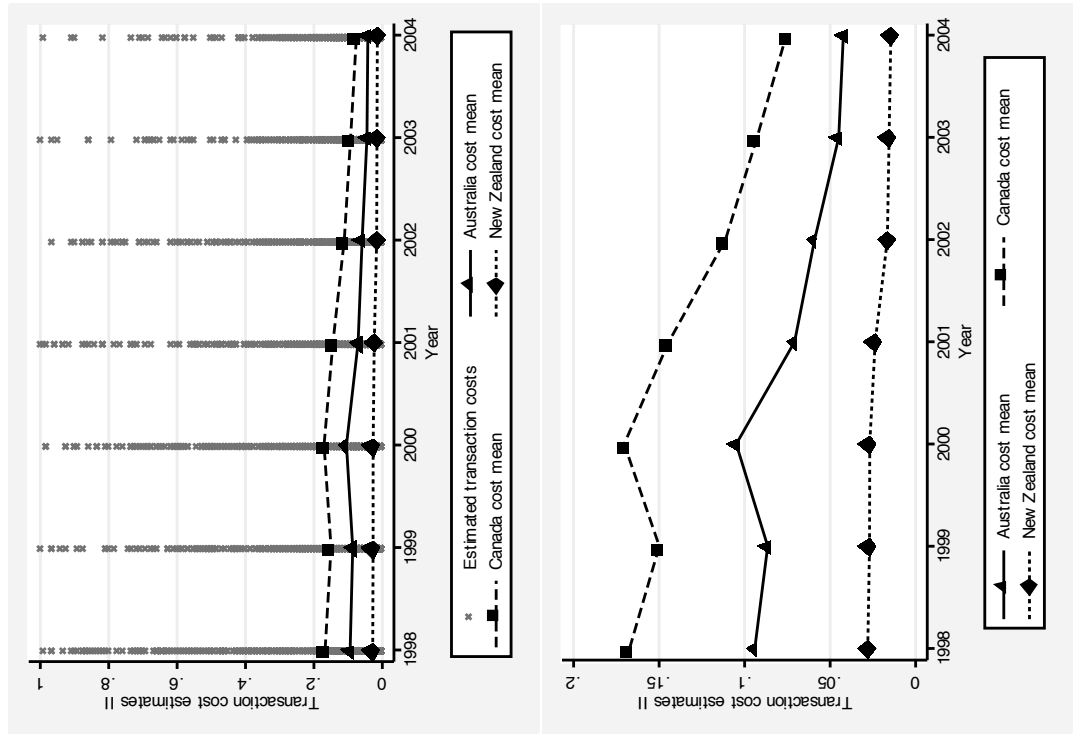 Transaction cost estimates II
1
.8
.6
.4
.2
0
1998 1999 2000 2001 2002 2003 2004
Year
Estimated transaction costs Australia cost mean
Canada cost mean New Zealand cost mean
Transaction cost estimates II
.2
.15
.1
.05
0
1998 1999 2000 2001 2002 2003 2004
Year
Australia cost mean Canada cost mean
New Zealand cost mean